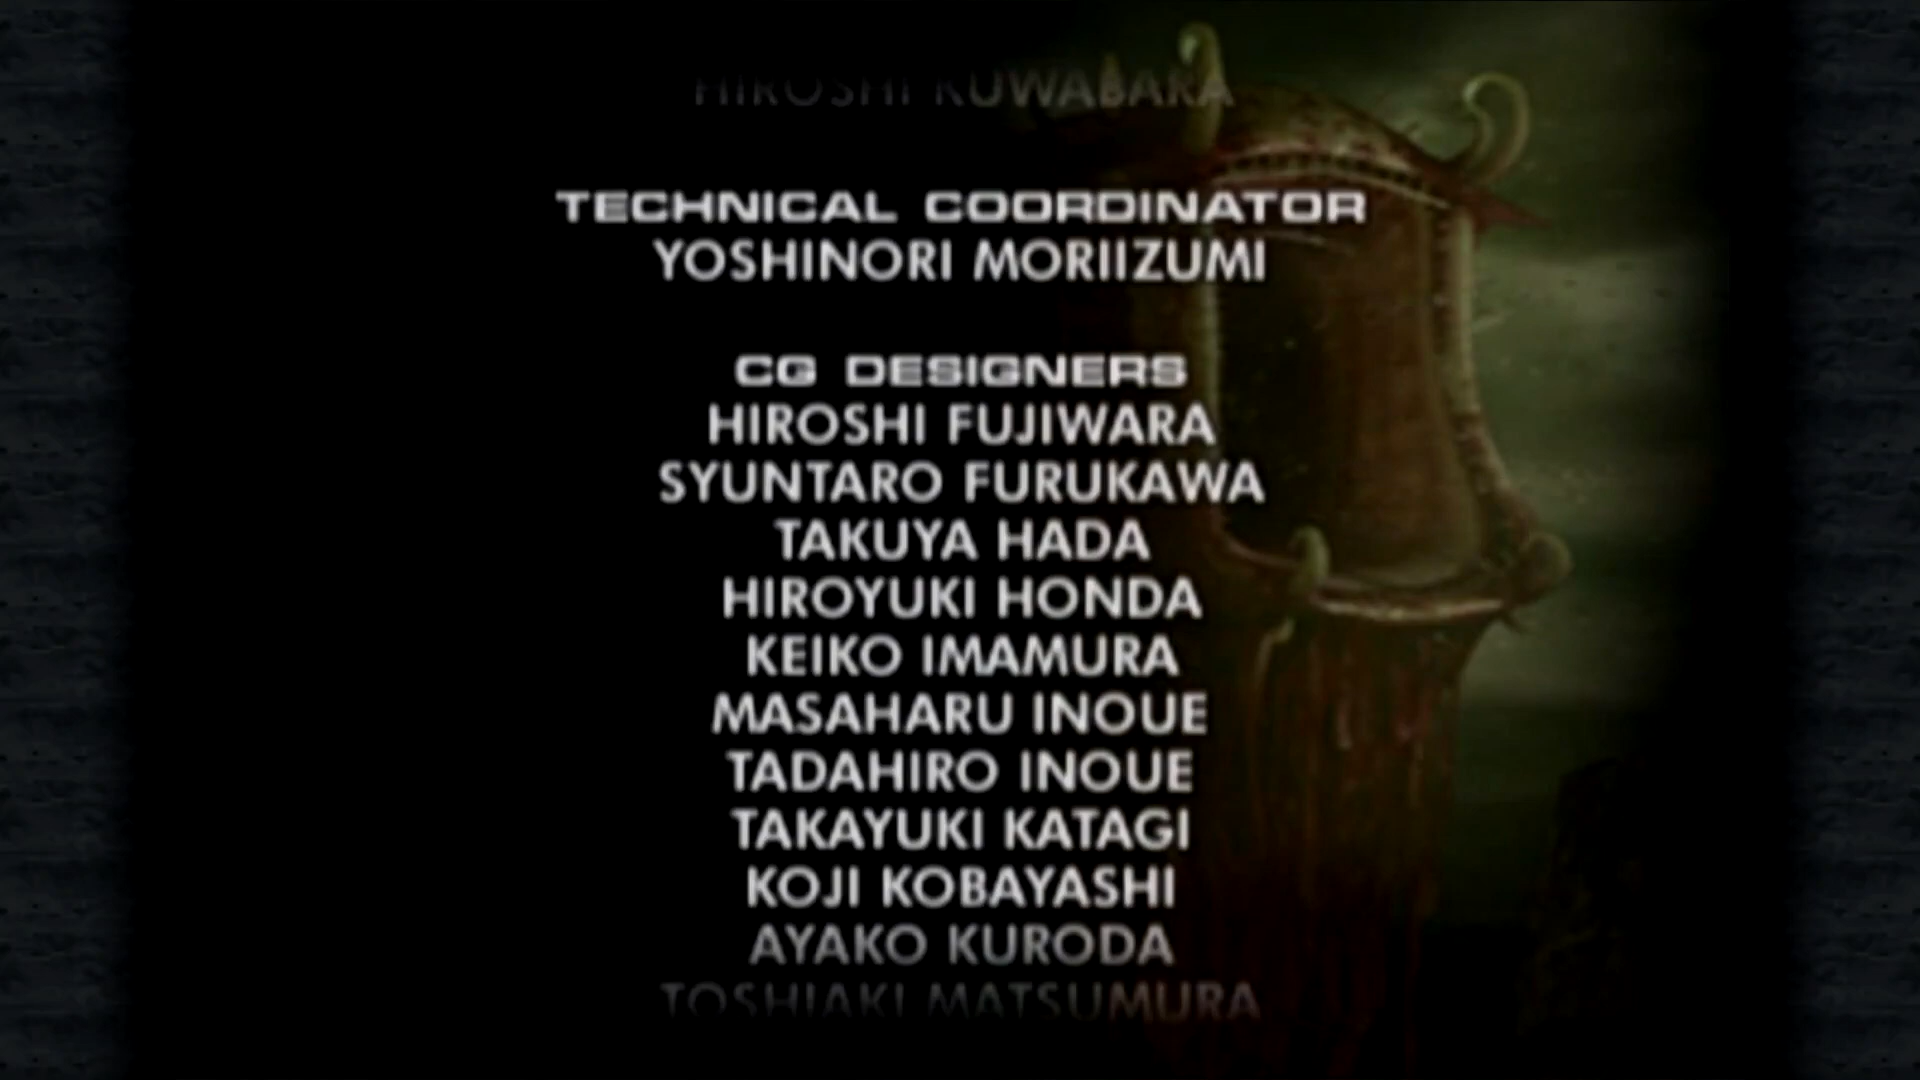 HIROSHI KUWABARA
TECHNICAL COORDINATOR
YOSHINORI MORIIZUMI
CG DESIGNERS
HIROSHI FUJIWARA
SYUNTARO FURUKAWA
TAKUYA HADA
HIROYUKI HONDA
KEIKO IMAMURA
MASAHARU INOUE
TADAHIRO INOUE
TAKAYUKI KATAGI
KOJI KOBAYASHI
AYAKO KURODA
TOSHIAKI MATSUMURA